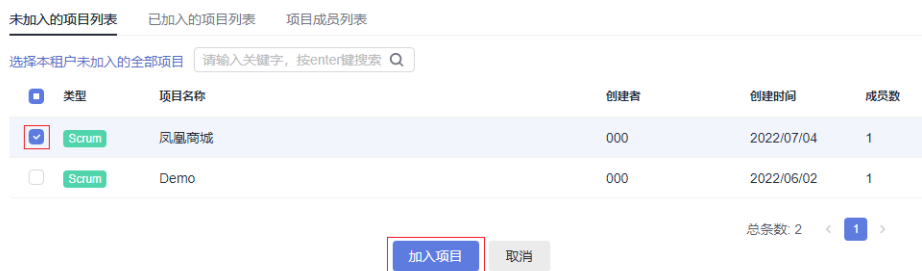 未加入的项目列表 已加入的项目列表 项目成员列表
选择本租户未加入的全部项目 请输入关键字，按enter键搜索
类型 项目名称 创建者 创建时间 成员数
Scrum 凤凰商城 000 2022/07/04 1
Scrum Demo 000 2022/06/02 1
总条数: 2 < 1 >
加入项目 取消